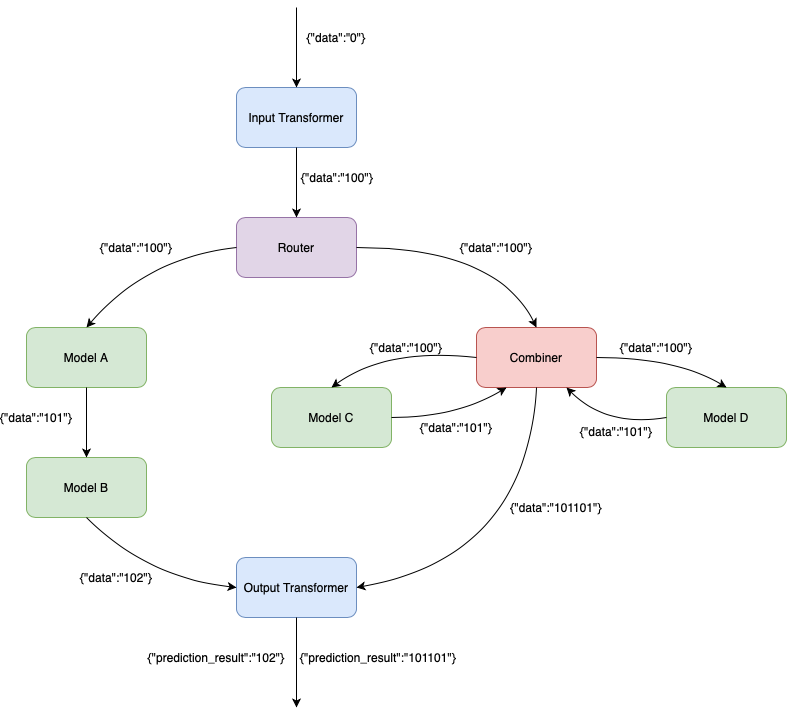 {"data":"0"}
Input Transformer
{"data":"100"}
Router
{"data":"100"}
{"data":"100"}
Model A
Combiner
{"data":"100"}
{"data":"100"}
Model C
Model D
{"data":"101"}
{"data":"101"}
{"data":"101"}
Model B
{"data":"101101"}
{"data":"102"}
Output Transformer
{"prediction_result":"102"}
{"prediction_result":"101101"}